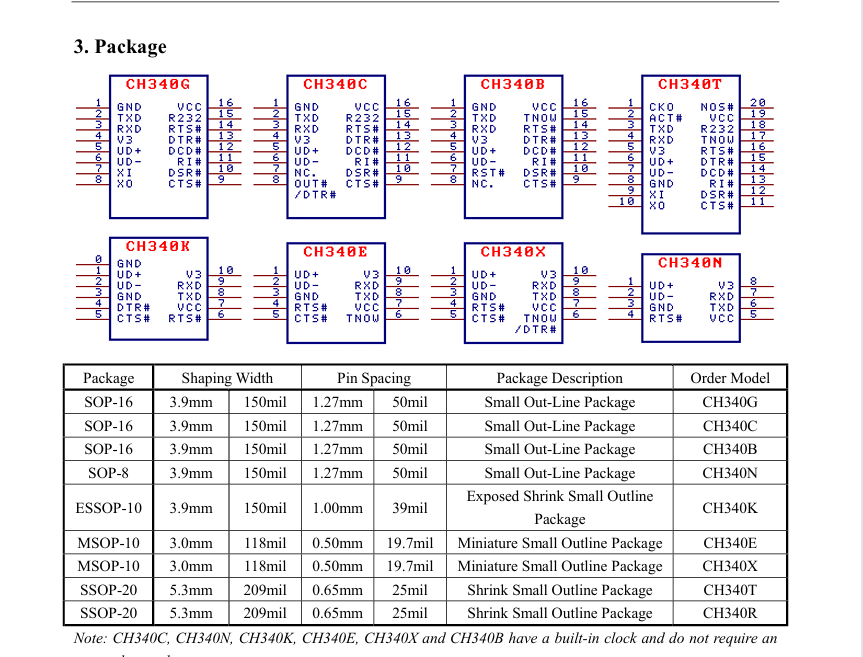 3. Package
CH340G CH340C CH340B CH340T
1 GND VCC 16
2 TXD R232 15
3 RXD RTS# 14
4 V3 DTR# 13
5 UD+ DCD# 12
6 UD- RI# 11
7 XI DSR# 10
8 XO CTS# 9
1 GND VCC 16
2 TXD R232 15
3 RXD RTS# 14
4 V3 DTR# 13
5 UD+ DCD# 12
6 UD- RI# 11
7 NC. DSR# 10
8 OUT# CTS# 9
/DTR#
1 GND VCC 16
2 TXD TNOW 15
3 RXD RTS# 14
4 V3 DTR# 13
5 UD+ DCD# 12
6 UD- RI# 11
7 RST# DSR# 10
8 NC. CTS# 9
1 CKO NOS# 20
2 ACT# VCC 19
3 TXD R232 18
4 RXD TNOW 17
5 V3 RTS# 16
6 UD+ DTR# 15
7 UD- DCD# 14
8 GND RI# 13
9 XI DSR# 12
10 XO CTS# 11
CH340K CH340E CH340X CH340N
0 GND
1 UD+ V3 10
2 UD- RXD 9
3 GND TXD 8
4 DTR# VCC 7
5 CTS# RTS# 6
1 UD+ V3 10
2 UD- RXD 9
3 GND TXD 8
4 RTS# VCC 7
5 CTS# TNOW 6
1 UD+ V3 10
2 UD- RXD 9
3 GND TXD 8
4 RTS# VCC 7
5 CTS# TNOW 6
/DTR#
1 UD+ V3 8
2 UD- RXD 7
3 GND TXD 6
4 RTS# VCC 5
Package Shaping Width Pin Spacing Package Description Order Model
SOP-16 3.9mm 150mil 1.27mm 50mil Small Out-Line Package CH340G
SOP-16 3.9mm 150mil 1.27mm 50mil Small Out-Line Package CH340C
SOP-16 3.9mm 150mil 1.27mm 50mil Small Out-Line Package CH340B
SOP-8 3.9mm 150mil 1.27mm 50mil Small Out-Line Package CH340N
ESSOP-10 3.9mm 150mil 1.00mm 39mil Exposed Shrink Small Outline Package CH340K
MSOP-10 3.0mm 118mil 0.50mm 19.7mil Miniature Small Outline Package CH340E
MSOP-10 3.0mm 118mil 0.50mm 19.7mil Miniature Small Outline Package CH340X
SSOP-20 5.3mm 209mil 0.65mm 25mil Shrink Small Outline Package CH340T
SSOP-20 5.3mm 209mil 0.65mm 25mil Shrink Small Outline Package CH340R
Note: CH340C, CH340N, CH340K, CH340E, CH340X and CH340B have a built-in clock and do not require an